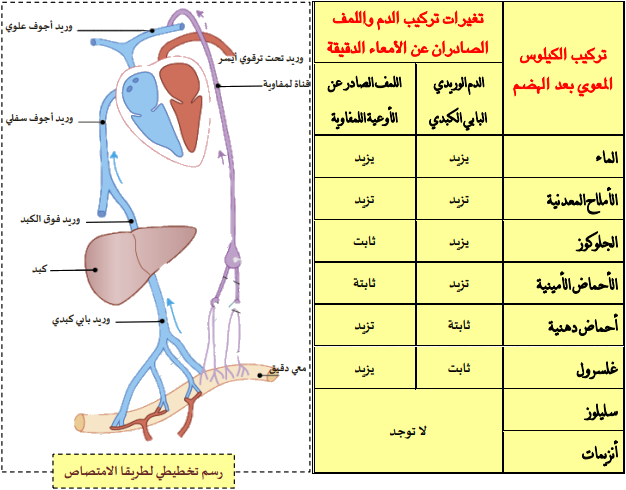 تغيرات تركيب الدم واللمف
الصادران عن الأمعاء الدقيقة
تركيب الكيلوس
المعوي بعد الهضم
الدم الوريدي
البابي الكبدي
اللمف الصادر عن
الأوعية اللمفاوية
الماء يزيد يزيد
الأملاح المعدنية تزيد تزيد
الجلوكوز يزيد ثابت
الأحماض الأمينية تزيد ثابتة
أحماض دهنية ثابتة تزيد
غلسرول ثابت يزيد
سليلوز
لا توجد
أنزيمات
وريد أجوف علوي
وريد تحت ترقوي أيسر
قناة لمفاوية
وريد أجوف سفلي
وريد فوق الكبد
كبد
وريد بابي كبدي
معي دقيق
رسم تخطيطي لطريقا الامتصاص